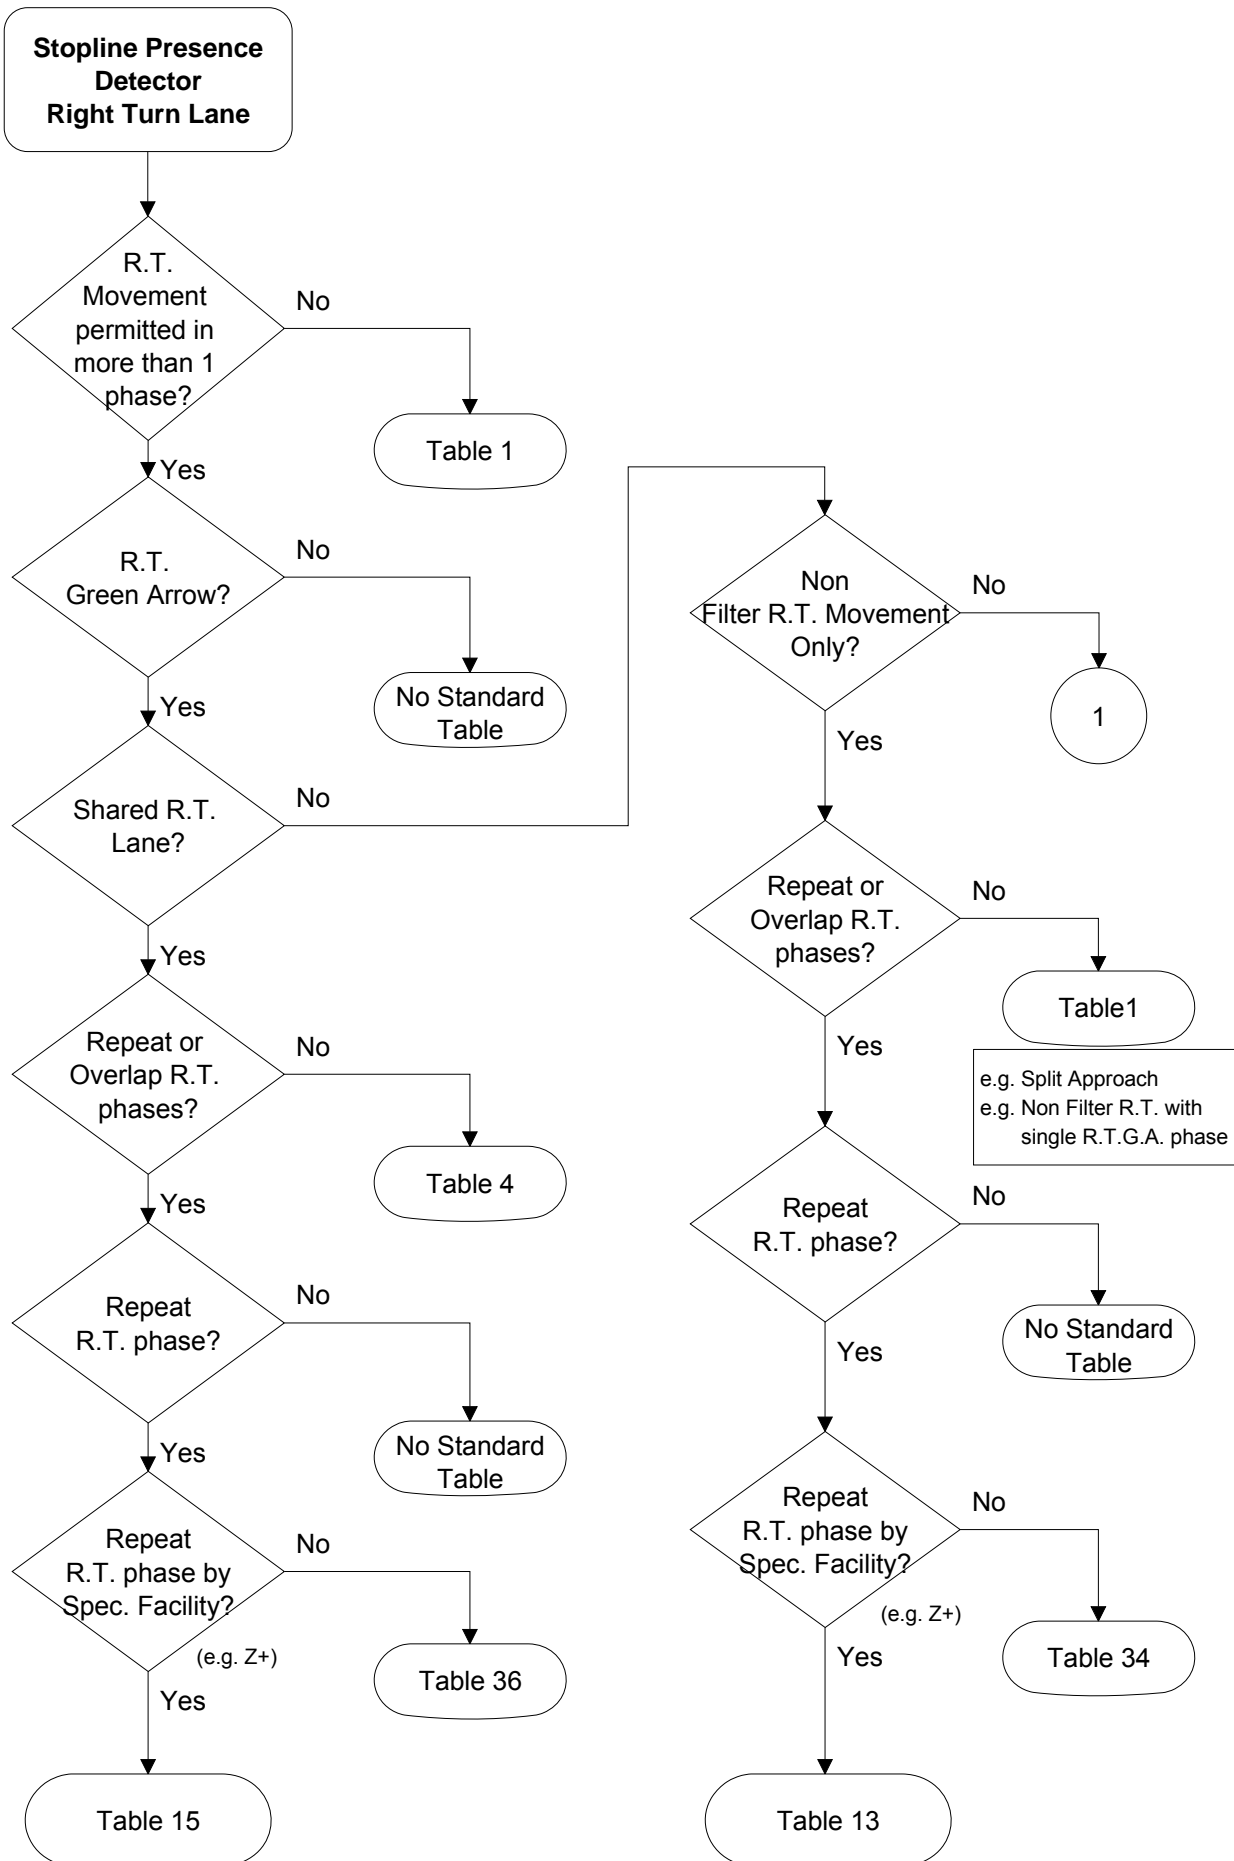 Stopline Presence
Detector
Right Turn Lane
R.T.
Movement
permitted in
more than 1
phase?
No
Table 1
Yes
R.T.
Green Arrow?
No
No Standard
Table
Yes
Shared R.T.
Lane?
No
Yes
Repeat or
Overlap R.T.
phases?
No
Table 4
Yes
Repeat
R.T. phase?
No
No Standard
Table
Yes
Repeat
R.T. phase by
Spec. Facility?
(e.g. Z+)
No
Table 36
Yes
Table 15
Non
Filter R.T. Movement
Only?
No
1
Yes
Repeat or
Overlap R.T.
phases?
No
Table1
e.g. Split Approach
e.g. Non Filter R.T. with
single R.T.G.A. phase
Yes
Repeat
R.T. phase?
No
No Standard
Table
Yes
Repeat
R.T. phase by
Spec. Facility?
(e.g. Z+)
No
Table 34
Yes
Table 13